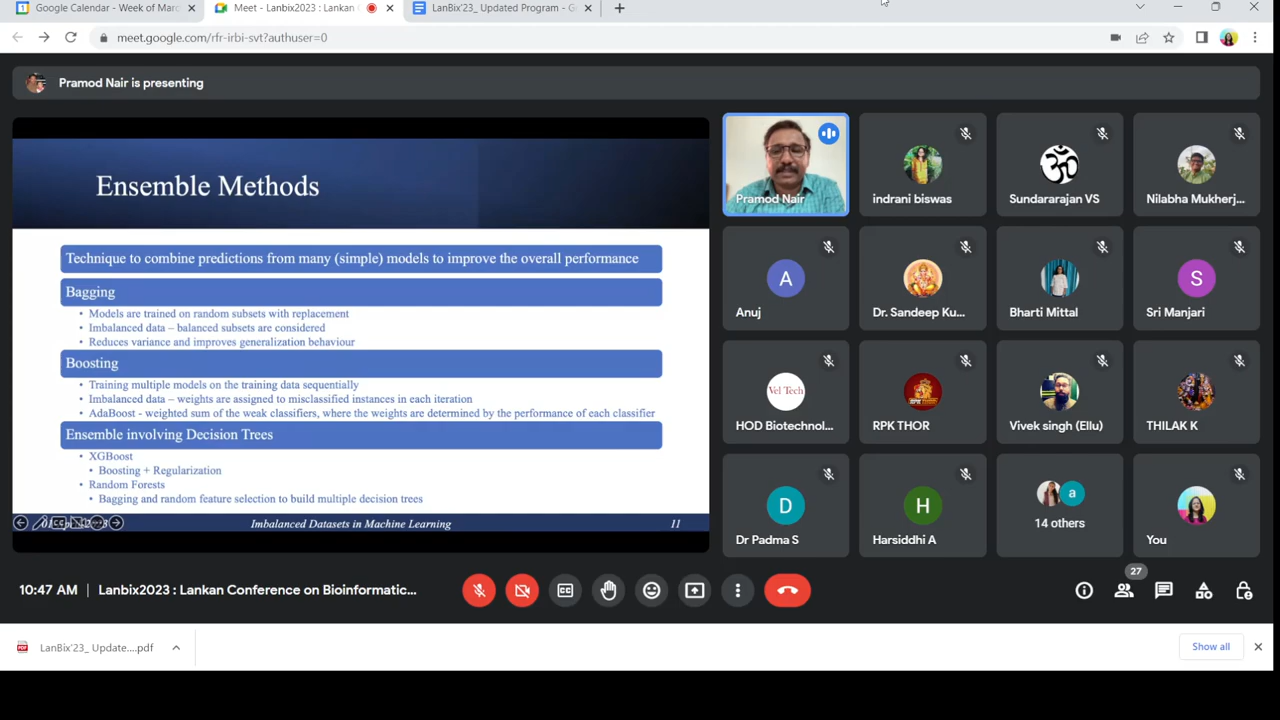 Google Calendar - Week of Marc
Meet - Lanbix2023 : Lankan
LanBix'23_ Updated Program - G
meet.google.com/rfr-irbi-svt?authuser=0
Pramod Nair is presenting
Ensemble Methods
Technique to combine predictions from many (simple) models to improve the overall performance
Bagging
• Models are trained on random subsets with replacement
• Imbalanced data – balanced subsets are considered
• Reduces variance and improves generalization behaviour
Boosting
• Training multiple models on the training data sequentially
• Imbalanced data – weights are assigned to misclassified instances in each iteration
• AdaBoost - weighted sum of the weak classifiers, where the weights are determined by the performance of each classifier
Ensemble involving Decision Trees
• XGBoost
• Boosting + Regularization
• Random Forests
• Bagging and random feature selection to build multiple decision trees
Imbalanced Datasets in Machine Learning
11
Pramod Nair
indrani biswas
Sundararajan VS
Nilabha Mukherj...
A
Anuj
Dr. Sandeep Ku...
Bharti Mittal
S
Sri Manjari
Vel Tech
HOD Biotechnol...
RPK THOR
Vivek singh (Ellu)
THILAK K
D
Dr Padma S
H
Harsiddhi A
a
14 others
You
10:47 AM | Lanbix2023 : Lankan Conference on Bioinformatic...
27
LanBix'23_ Update....pdf
Show all